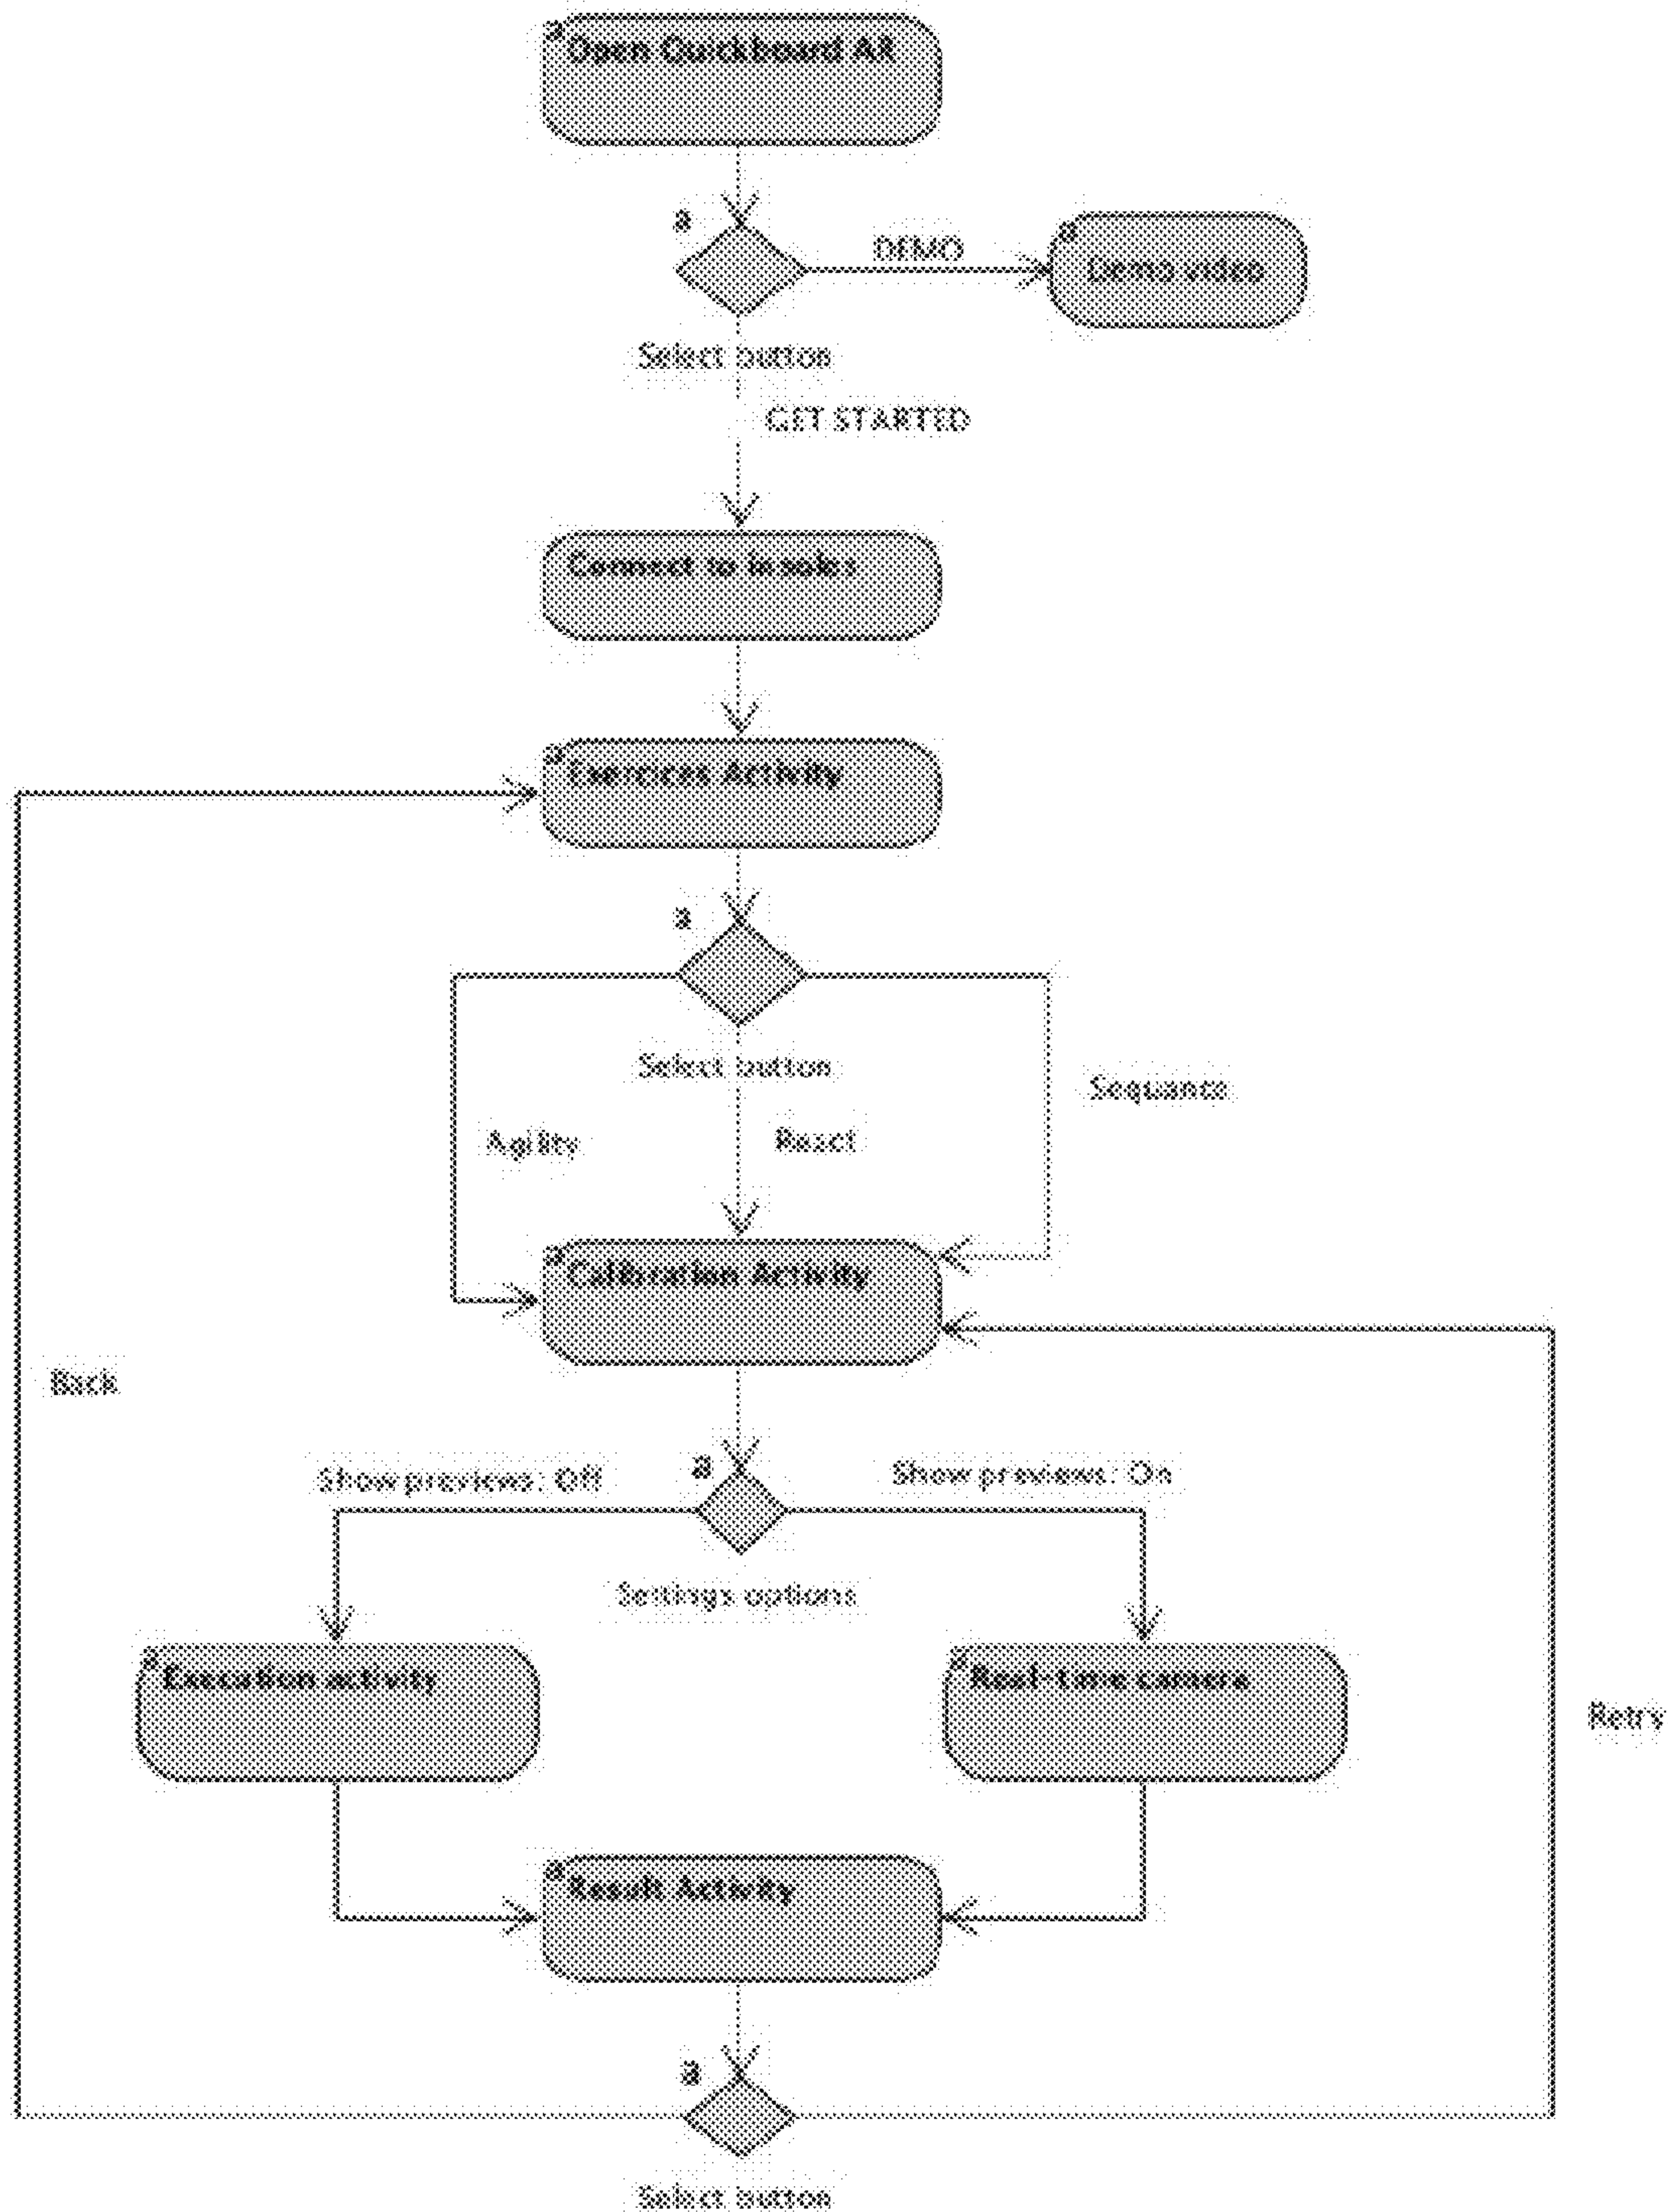 a
Open Quickboard AR
a
DEMO
a
Demo video
Select button
GET STARTED
Connect to insoles
a
Exercices Activity
a
Select button
Sequance
Agility
React
a
Calibration Activity
Back
Show previews: Off
a
Show previews: On
Settings options
a
Execution activity
a
Real-time camera
Retry
a
Result Activity
a
Select button